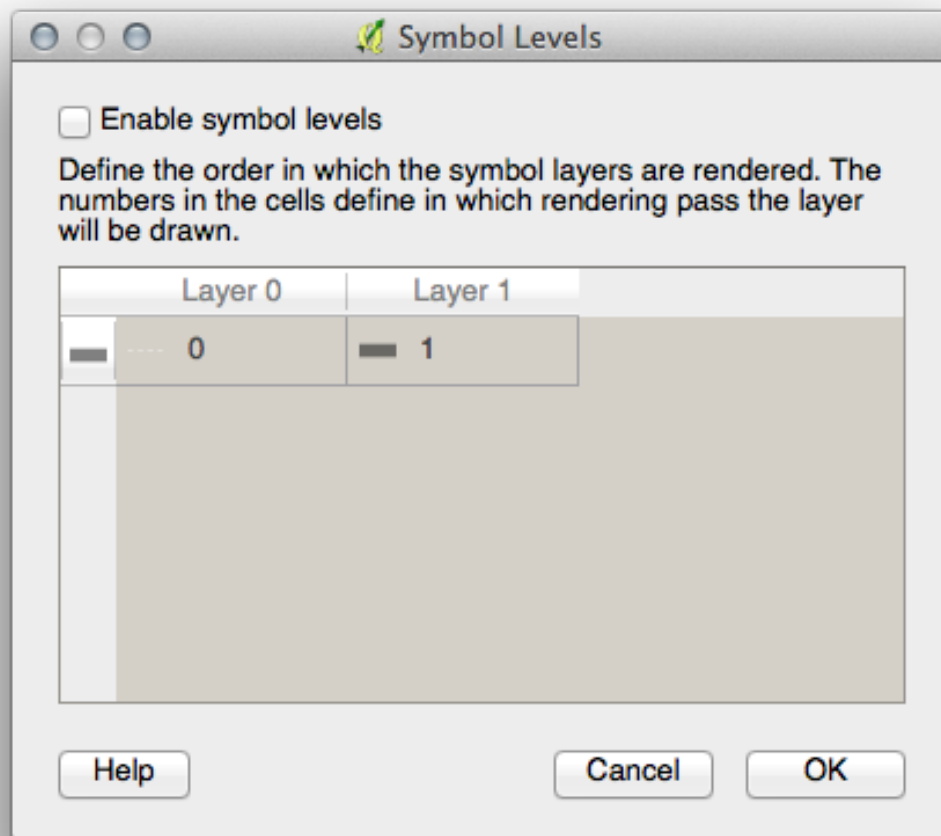 Symbol Levels
Enable symbol levels
Define the order in which the symbol layers are rendered. The
numbers in the cells define in which rendering pass the layer
will be drawn.
Layer 0 Layer 1
0 1
Help Cancel OK